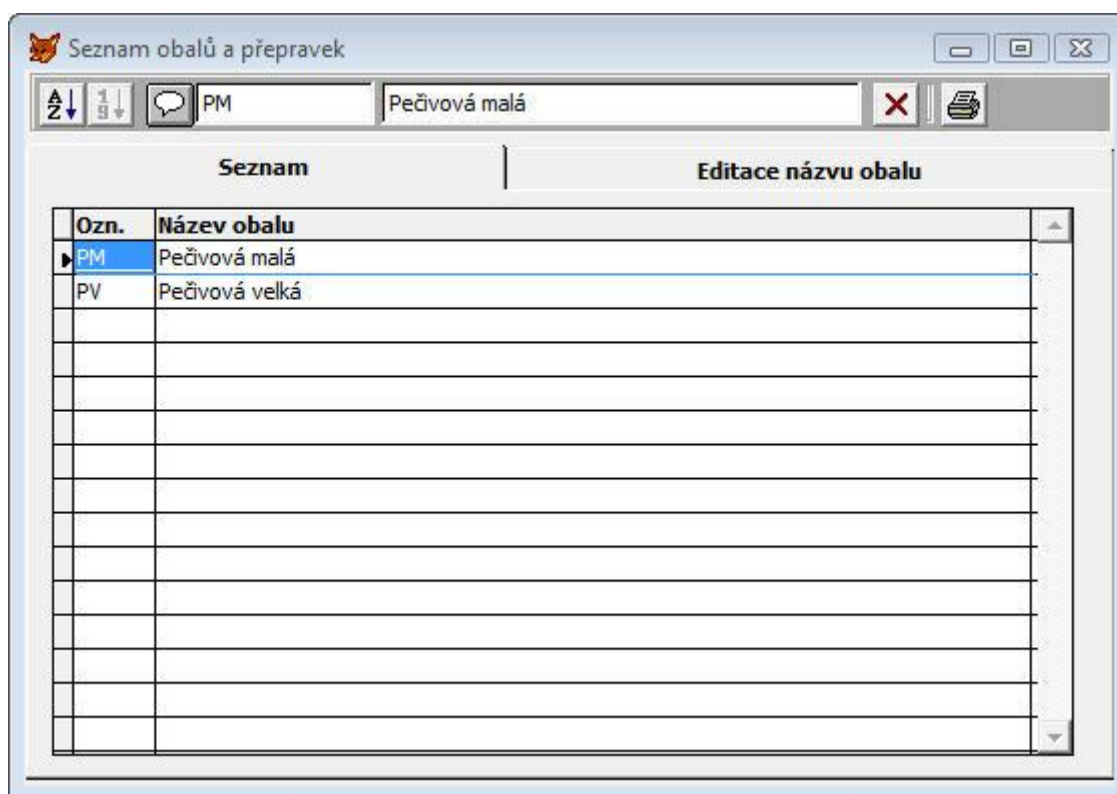 Seznam obalů a přepravek
PM Pečivová malá
Seznam Editace názvu obalu
Ozn. Název obalu
PM Pečivová malá
PV Pečivová velká